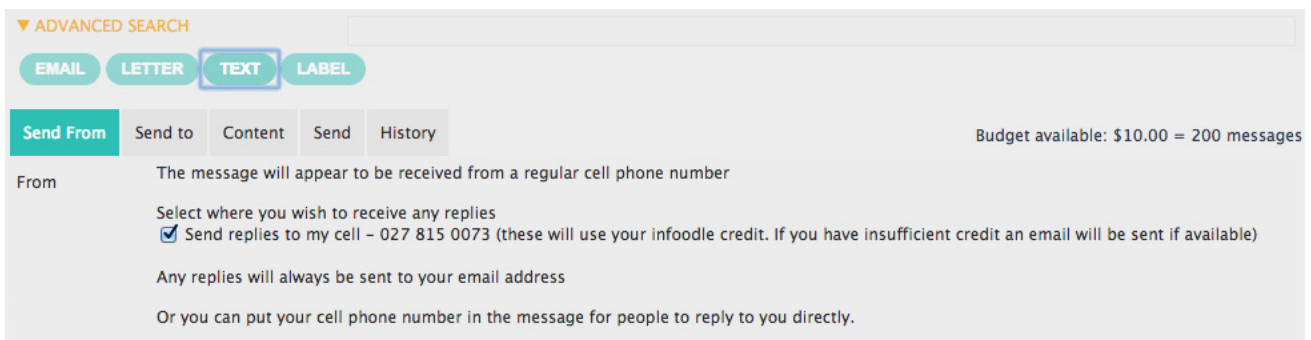 ▼ ADVANCED SEARCH
EMAIL LETTER TEXT LABEL
Send From Send to Content Send History Budget available: $10.00 = 200 messages
From The message will appear to be received from a regular cell phone number
Select where you wish to receive any replies
Send replies to my cell – 027 815 0073 (these will use your infoodle credit. If you have insufficient credit an email will be sent if available)
Any replies will always be sent to your email address
Or you can put your cell phone number in the message for people to reply to you directly.